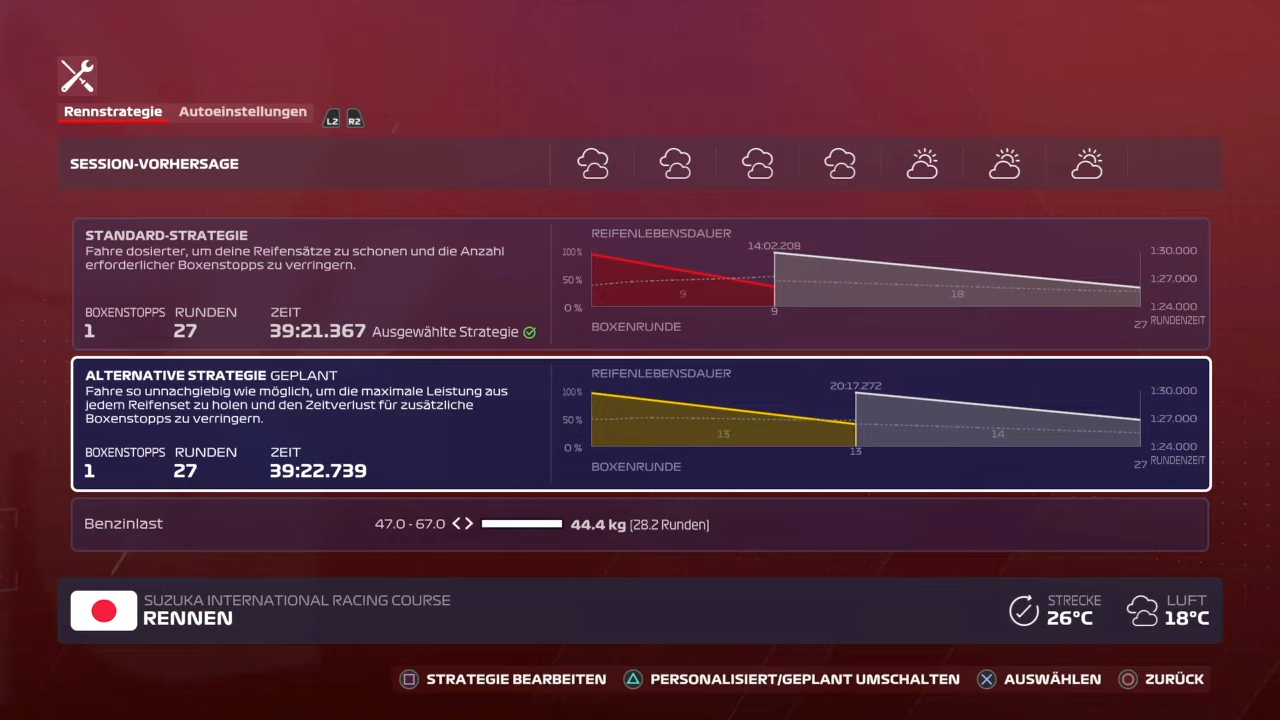 Rennstrategie Autoeinstellungen L2 R2
SESSION-VORHERSAGE
STANDARD-STRATEGIE
Fahre dosierter, um deine Reifensätze zu schonen und die Anzahl
erforderlicher Boxenstopps zu verringern.
BOXENSTOPPS RUNDEN ZEIT
1 27 39:21.367 Ausgewählte Strategie
REIFENLEBENSDAUER
14:02.208
100%
50%
0%
9
18
1:30.000
1:27.000
1:24.000
9
27 RUNDENZEIT
BOXENRUNDE
ALTERNATIVE STRATEGIE GEPLANT
Fahre so unnachgiebig wie möglich, um die maximale Leistung aus
jedem Reifenset zu holen und den Zeitverlust für zusätzliche
Boxenstopps zu verringern.
BOXENSTOPPS RUNDEN ZEIT
1 27 39:22.739
REIFENLEBENSDAUER
20:17.272
100%
50%
0%
13
14
1:30.000
1:27.000
1:24.000
13
27 RUNDENZEIT
BOXENRUNDE
Benzinlast 47.0 - 67.0 <> 44.4 kg [28.2 Runden]
SUZUKA INTERNATIONAL RACING COURSE
RENNEN
STRECKE
26°C
LUFT
18°C
STRATEGIE BEARBEITEN PERSONALISIERT/GEPLANT UMSCHALTEN AUSWÄHLEN ZURÜCK